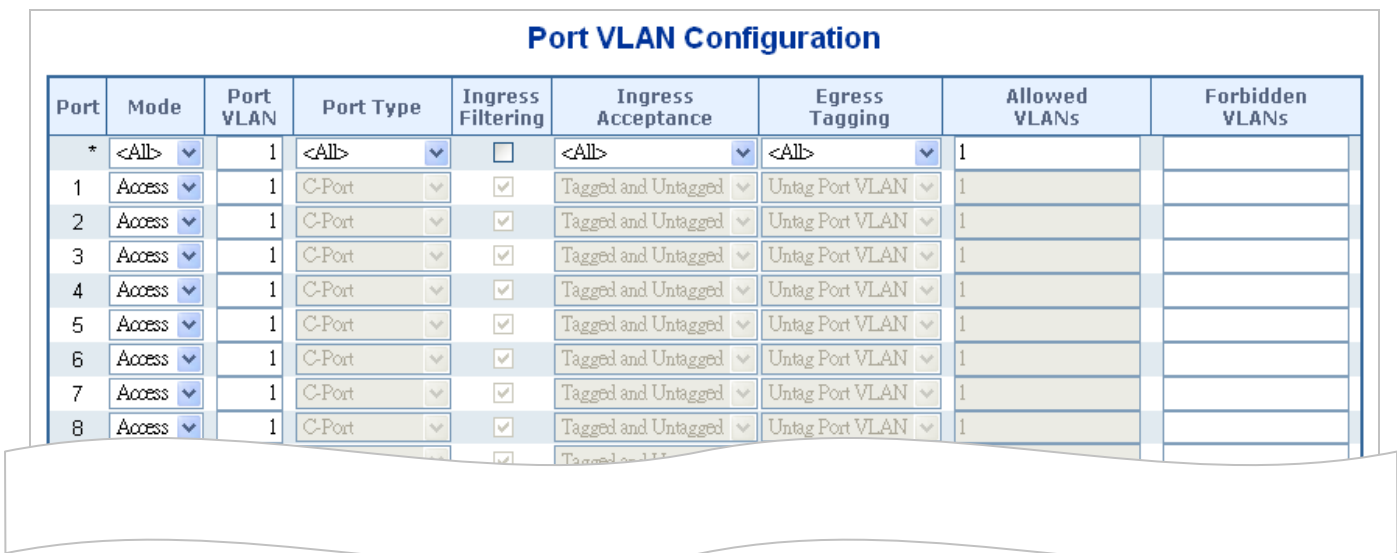 Port VLAN Configuration
Port Mode Port VLAN Port Type Ingress Filtering Ingress Acceptance Egress Tagging Allowed VLANs Forbidden VLANs
* <All> 1 <All> <All> <All> 1
1 Access 1 C-Port Tagged and Untagged Untag Port VLAN 1
2 Access 1 C-Port Tagged and Untagged Untag Port VLAN 1
3 Access 1 C-Port Tagged and Untagged Untag Port VLAN 1
4 Access 1 C-Port Tagged and Untagged Untag Port VLAN 1
5 Access 1 C-Port Tagged and Untagged Untag Port VLAN 1
6 Access 1 C-Port Tagged and Untagged Untag Port VLAN 1
7 Access 1 C-Port Tagged and Untagged Untag Port VLAN 1
8 Access 1 C-Port Tagged and Untagged Untag Port VLAN 1